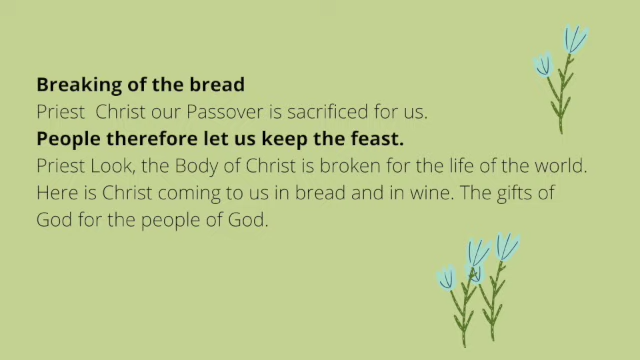 Breaking of the bread
Priest  Christ our Passover is sacrificed for us.
People therefore let us keep the feast.
Priest Look, the Body of Christ is broken for the life of the world.
Here is Christ coming to us in bread and in wine. The gifts of
God for the people of God.